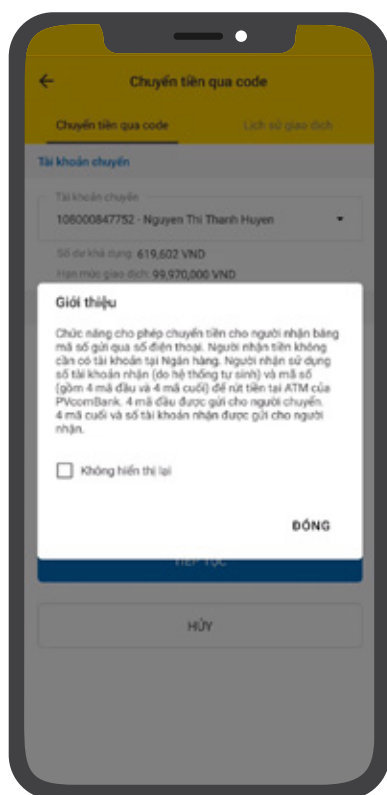 Chuyển tiền qua code
Chuyển tiền qua code
Lịch sử giao dịch
Tài khoản chuyển
Tài khoản chuyển
108000847752 - Nguyen Thi Thanh Huyen
Số dư khả dụng: 619,602 VND
Hạn mức giao dịch: 99,970,000 VND
Giới thiệu
Chức năng cho phép chuyển tiền cho người nhận bằng
mã số gửi qua số điện thoại. Người nhận tiền không
cần có tài khoản tại Ngân hàng. Người nhận sử dụng
số tài khoản nhận (do hệ thống tự sinh) và mã số
(gồm 4 mã đầu và 4 mã cuối) để rút tiền tại ATM của
PVcomBank. 4 mã đầu được gửi cho người chuyển.
4 mã cuối và số tài khoản nhận được gửi cho người
nhận.
Không hiển thị lại
ĐÓNG
TIẾP TỤC
HỦY